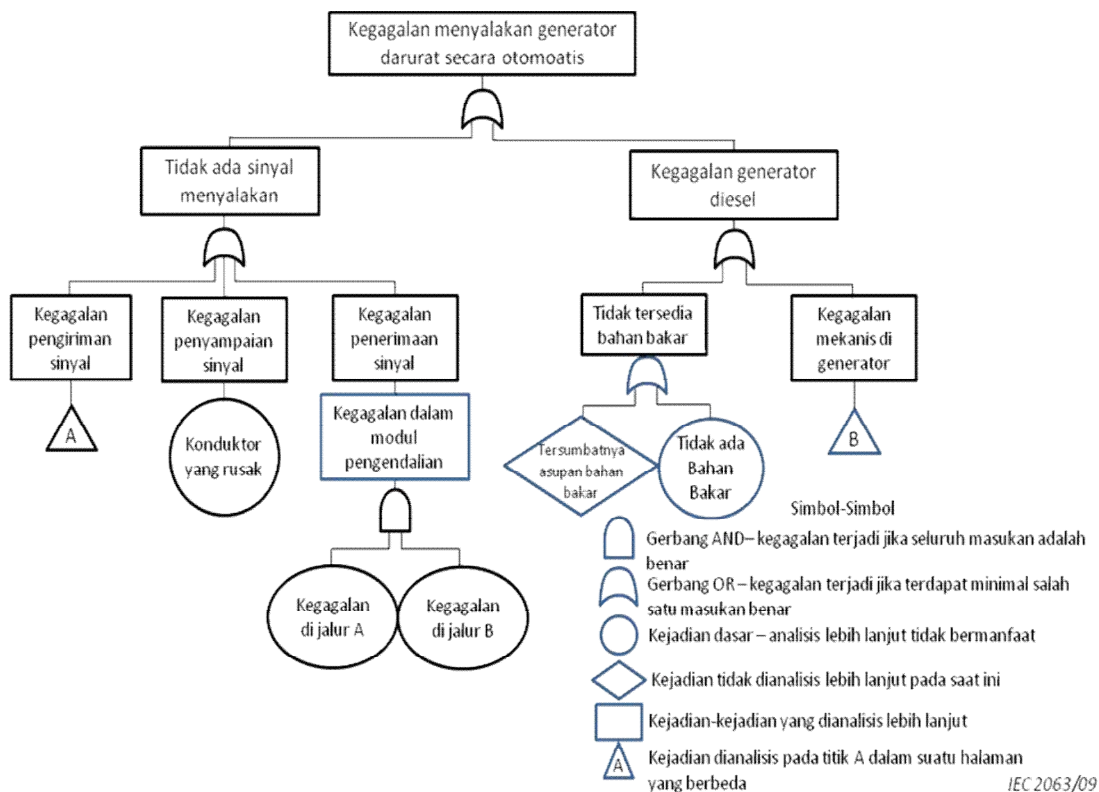 Kegagalan menyalakan generator
darurat secara otomoatis
Tidak ada sinyal
menyalakan
Kegagalan generator
diesel
Kegagalan
pengiriman
sinyal
Kegagalan
penyampaian
sinyal
Kegagalan
penerimaan
sinyal
Tidak tersedia
bahan bakar
Kegagalan
mekanis di
generator
A
Konduktor
yang rusak
Kegagalan dalam
modul
pengendalian
Tersumbatnya
asupan bahan
bakar
Tidak ada
Bahan
Bakar
B
Kegagalan
di jalur A
Kegagalan
di jalur B
Simbol-Simbol
Gerbang AND– kegagalan terjadi jika seluruh masukan adalah
benar
Gerbang OR – kegagalan terjadi jika terdapat minimal salah
satu masukan benar
Kejadian dasar – analisis lebih lanjut tidak bermanfaat
Kejadian tidak dianalisis lebih lanjut pada saat ini
Kejadian-kejadian yang dianalisis lebih lanjut
A
Kejadian dianalisis pada titik A dalam suatu halaman
yang berbeda
IEC 2063/09